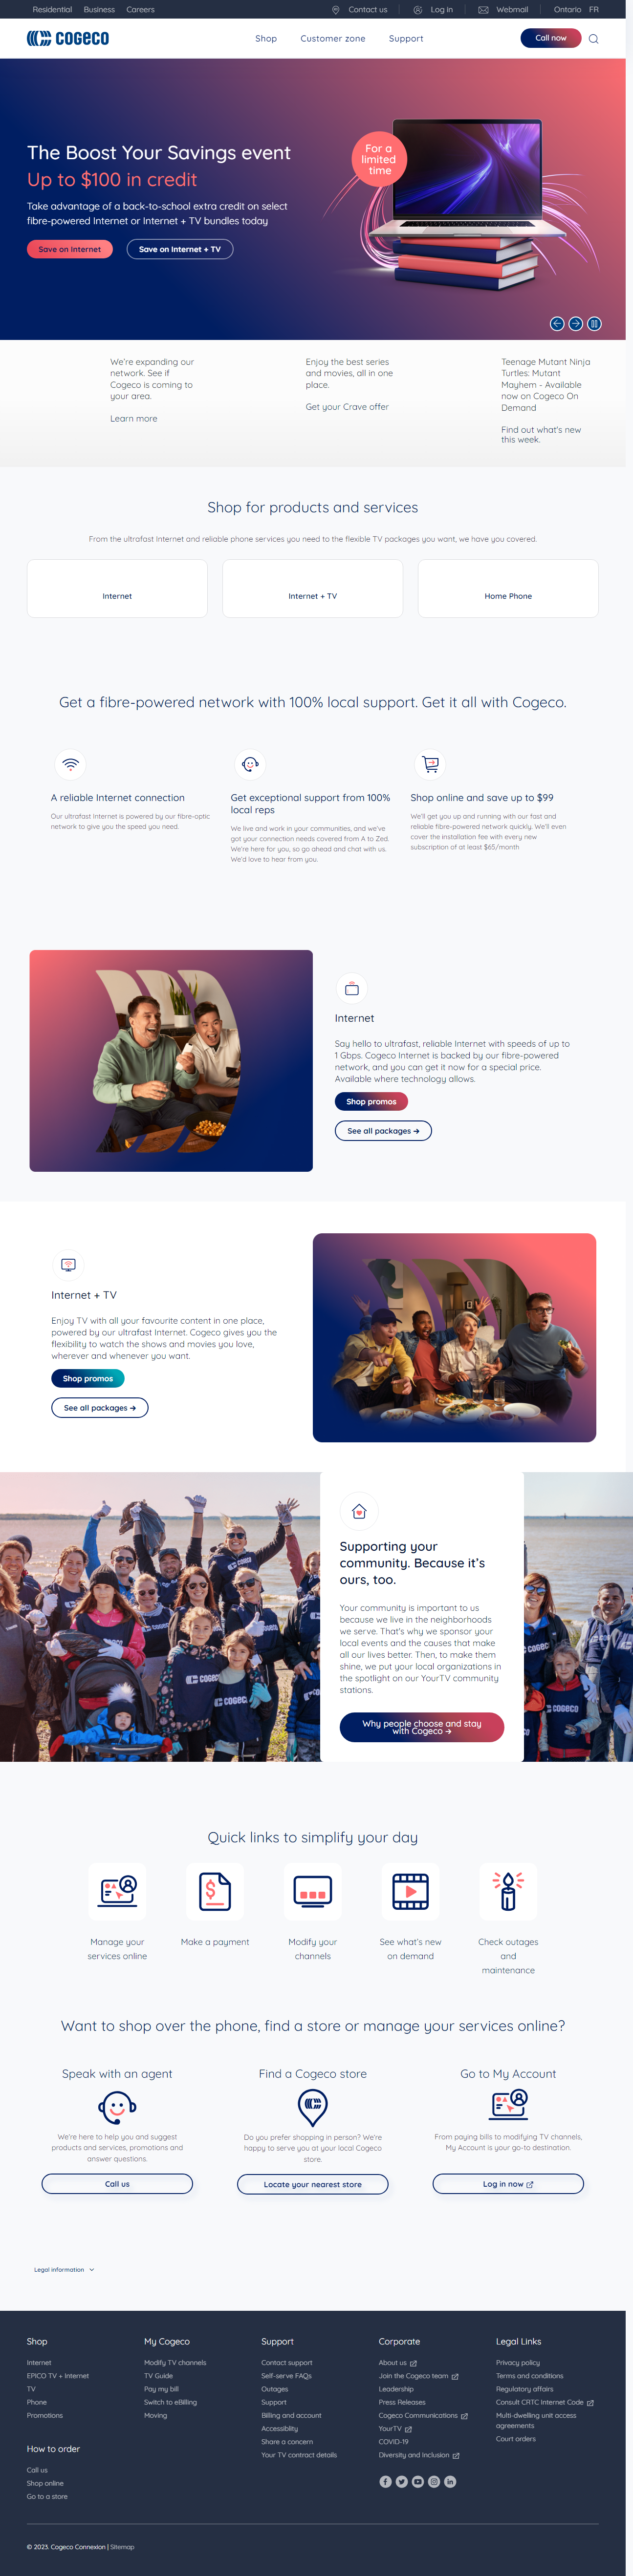 Residential Business Careers Contact us Log in Webmail Ontario FR
COGECO Shop Customer zone Support Call now
The Boost Your Savings event
Up to $100 in credit
Take advantage of a back-to-school extra credit on select
fibre-powered Internet or Internet + TV bundles today
Save on Internet Save on Internet + TV
For a
limited
time
We're expanding our
network. See if
Cogeco is coming to
your area.
Learn more
Enjoy the best series
and movies, all in one
place.
Get your Crave offer
Teenage Mutant Ninja
Turtles: Mutant
Mayhem - Available
now on Cogeco On
Demand
Find out what's new
this week.
Shop for products and services
From the ultrafast Internet and reliable phone services you need to the flexible TV packages you want, we have you covered.
Internet
Internet + TV
Home Phone
Get a fibre-powered network with 100% local support. Get it all with Cogeco.
A reliable Internet connection
Our ultrafast Internet is powered by our fibre-optic
network to give you the speed you need.
Get exceptional support from 100%
local reps
We live and work in your communities, and we've
got your connection needs covered from A to Zed.
We're here for you, so go ahead and chat with us.
We'd love to hear from you.
Shop online and save up to $99
We'll get you up and running with our fast and
reliable fibre-powered network quickly. We'll even
cover the installation fee with every new
subscription of at least $65/month
Internet
Say hello to ultrafast, reliable Internet with speeds of up to
1 Gbps. Cogeco Internet is backed by our fibre-powered
network, and you can get it now for a special price.
Available where technology allows.
Shop promos
See all packages →
Internet + TV
Enjoy TV with all your favourite content in one place,
powered by our ultrafast Internet. Cogeco gives you the
flexibility to watch the shows and movies you love,
wherever and whenever you want.
Shop promos
See all packages →
Supporting your
community. Because it's
ours, too.
Your community is important to us
because we live in the neighborhoods
we serve. That's why we sponsor your
local events and the causes that make
all our lives better. Then, to make them
shine, we put your local organizations in
the spotlight on our YourTV community
stations.
Why people choose and stay
with Cogeco →
COGECO
COGECO
Quick links to simplify your day
Manage your
services online
Make a payment
Modify your
channels
See what's new
on demand
Check outages
and
maintenance
Want to shop over the phone, find a store or manage your services online?
Speak with an agent
We're here to help you and suggest
products and services, promotions and
answer questions.
Call us
Find a Cogeco store
Do you prefer shopping in person? We're
happy to serve you at your local Cogeco
store.
Locate your nearest store
Go to My Account
From paying bills to modifying TV channels,
My Account is your go-to destination.
Log in now
Legal information
Shop
Internet
EPICO TV + Internet
TV
Phone
Promotions
How to order
Call us
Shop online
Go to a store
My Cogeco
Modify TV channels
TV Guide
Pay my bill
Switch to eBilling
Moving
Support
Contact support
Self-serve FAQs
Outages
Support
Billing and account
Accessiblity
Share a concern
Your TV contract details
Corporate
About us
Join the Cogeco team
Leadership
Press Releases
Cogeco Communications
YourTV
COVID-19
Diversity and Inclusion
Legal Links
Privacy policy
Terms and conditions
Regulatory affairs
Consult CRTC Internet Code
Multi-dwelling unit access
agreements
Court orders
© 2023. Cogeco Connexion | Sitemap